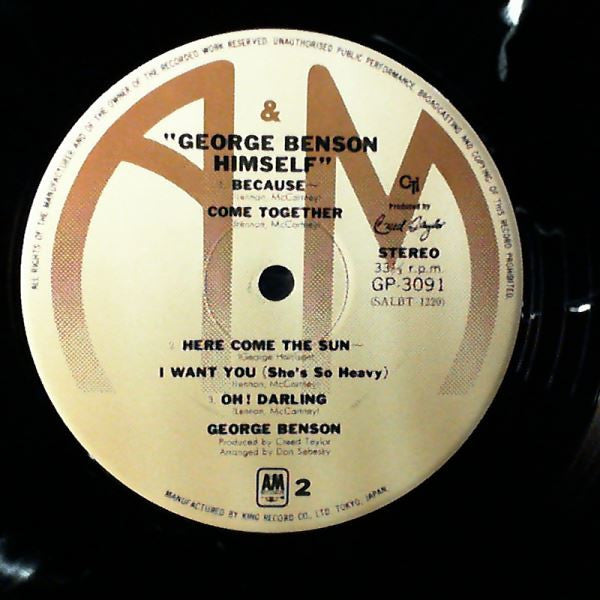 ALL RIGHTS OF THE MANUFACTURER AND OF THE OWNER OF THE RECORDED WORK RESERVED. UNAUTHORISED PUBLIC PERFORMANCE, BROADCASTING AND COPYING OF THIS RECORD PROHIBITED.
A&M
"GEORGE BENSON
HIMSELF"
1. BECAUSE~
(Lennon, McCartney)
COME TOGETHER
(Lennon, McCartney)
CTI
Produced by
Creed Taylor
STEREO
33⅓ r.p.m.
GP-3091
(SALBT-1220)
2. HERE COME THE SUN~
(George Harrison)
I WANT YOU (She's So Heavy)
(Lennon, McCartney)
3. OH! DARLING
(Lennon, McCartney)
GEORGE BENSON
Produced by Creed Taylor
Arranged by Don Sebesky
AM 2
MANUFACTURED BY KING RECORD CO., LTD. TOKYO, JAPAN.